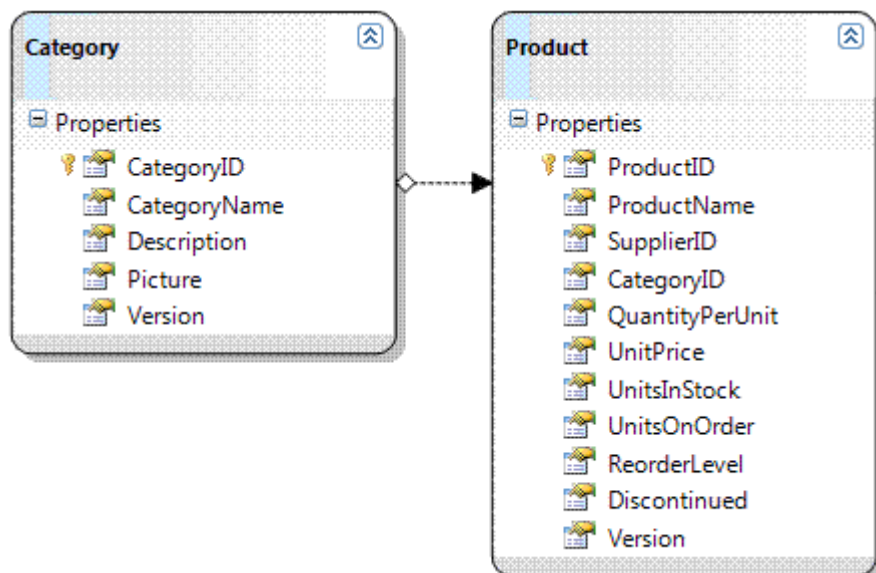 Category
Properties
CategoryID
CategoryName
Description
Picture
Version
Product
Properties
ProductID
ProductName
SupplierID
CategoryID
QuantityPerUnit
UnitPrice
UnitsInStock
UnitsOnOrder
ReorderLevel
Discontinued
Version